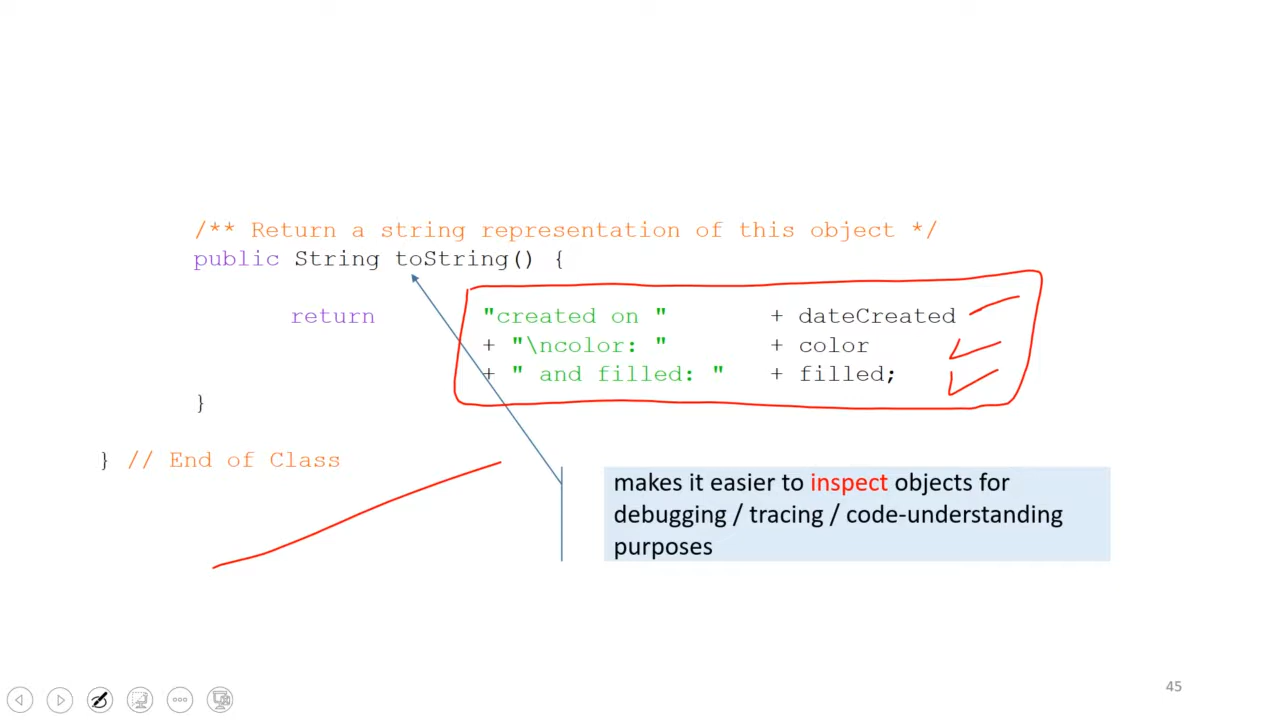 /** Return a string representation of this object */
public String toString() {
return "created on " + dateCreated
+ "\ncolor: " + color
+ " and filled: " + filled;
}
} // End of Class
makes it easier to inspect objects for
debugging / tracing / code-understanding
purposes
45